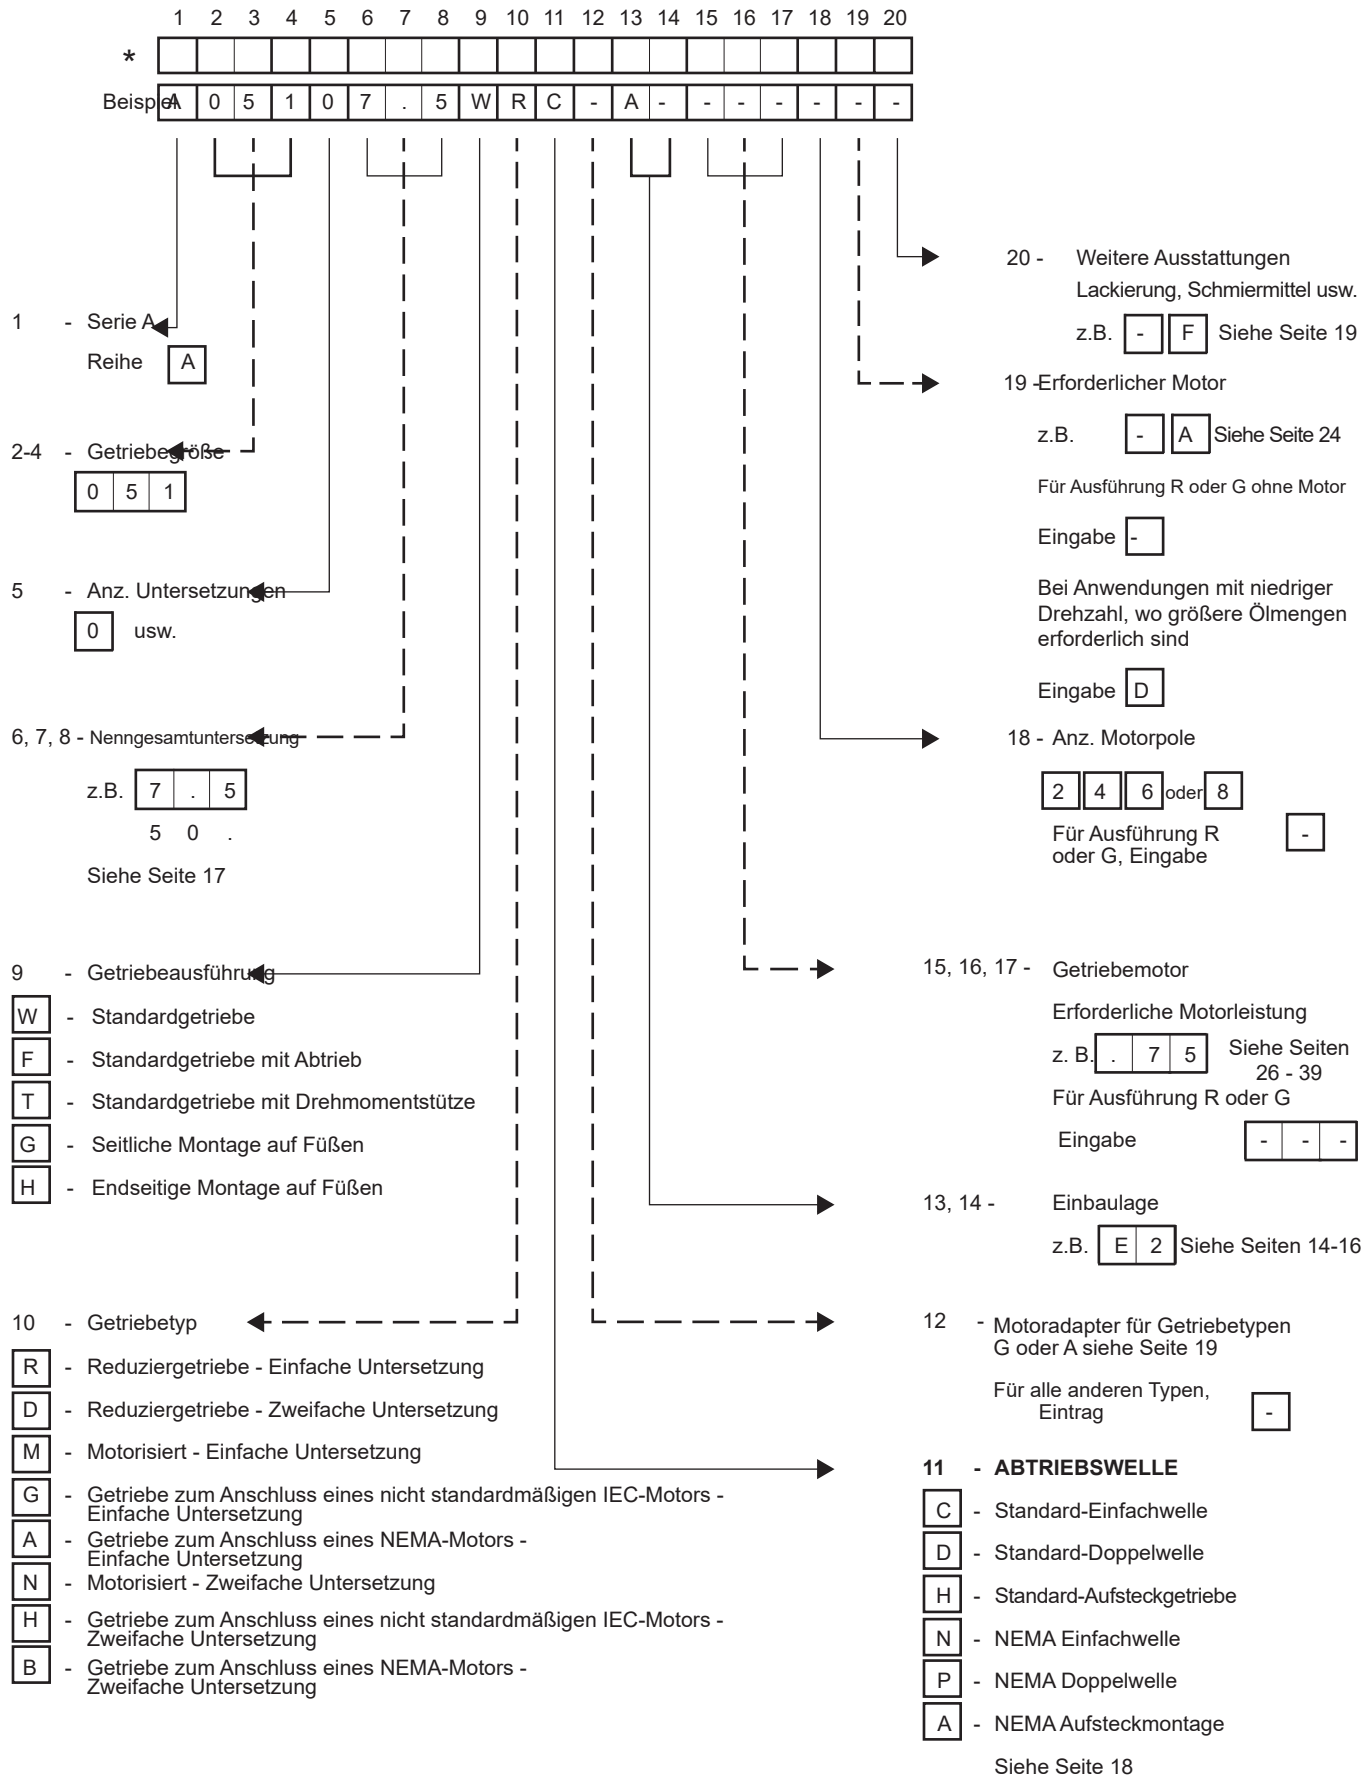 1 2 3 4 5 6 7 8 9 10 11 12 13 14 15 16 17 18 19 20
*
Beispiel A 0 5 1 0 7 . 5 W R C - A - - - - - - -
1 - Serie A
Reihe A
2-4 - Getriebegröße
0 5 1
5 - Anz. Untersetzungen
0 usw.
6, 7, 8 - Nenngesamtuntersetzung
z.B. 7 . 5
5 0 .
Siehe Seite 17
9 - Getriebeausführung
W - Standardgetriebe
F - Standardgetriebe mit Abtrieb
T - Standardgetriebe mit Drehmomentstütze
G - Seitliche Montage auf Füßen
H - Endseitige Montage auf Füßen
10 - Getriebetyp
R - Reduziergetriebe - Einfache Untersetzung
D - Reduziergetriebe - Zweifache Untersetzung
M - Motorisiert - Einfache Untersetzung
G - Getriebe zum Anschluss eines nicht standardmäßigen IEC-Motors -
Einfache Untersetzung
A - Getriebe zum Anschluss eines NEMA-Motors -
Einfache Untersetzung
N - Motorisiert - Zweifache Untersetzung
H - Getriebe zum Anschluss eines nicht standardmäßigen IEC-Motors -
Zweifache Untersetzung
B - Getriebe zum Anschluss eines NEMA-Motors -
Zweifache Untersetzung
20 - Weitere Ausstattungen
Lackierung, Schmiermittel usw.
z.B. - F Siehe Seite 19
19 -Erforderlicher Motor
z.B. - A Siehe Seite 24
Für Ausführung R oder G ohne Motor
Eingabe -
Bei Anwendungen mit niedriger
Drehzahl, wo größere Ölmengen
erforderlich sind
Eingabe D
18 - Anz. Motorpole
2 4 6 oder 8
Für Ausführung R -
oder G, Eingabe
15, 16, 17 - Getriebemotor
Erforderliche Motorleistung
z. B. . 7 5 Siehe Seiten
26 - 39
Für Ausführung R oder G
Eingabe - - -
13, 14 - Einbaulage
z.B. E 2 Siehe Seiten 14-16
12 - Motoradapter für Getriebetypen
G oder A siehe Seite 19
Für alle anderen Typen,
Eintrag -
11 - ABTRIEBSWELLE
C - Standard-Einfachwelle
D - Standard-Doppelwelle
H - Standard-Aufsteckgetriebe
N - NEMA Einfachwelle
P - NEMA Doppelwelle
A - NEMA Aufsteckmontage
Siehe Seite 18